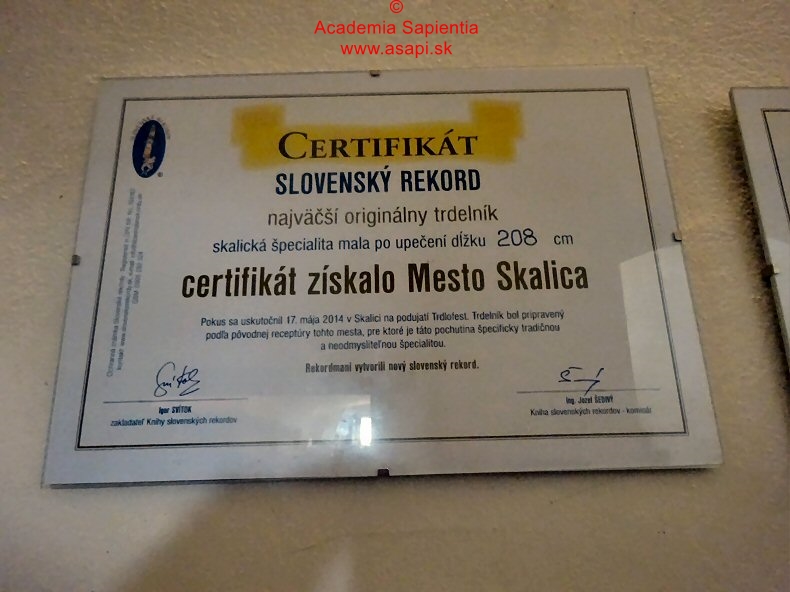 ©
Academia Sapientia
www.asapi.sk
CERTIFIKÁT
SLOVENSKÝ REKORD
najväčší originálny trdelník
skalická špecialita mala po upečení dĺžku 208 cm
certifikát získalo Mesto Skalica
Pokus sa uskutočnil 17. mája 2014 v Skalici na podujatí Trdlofest. Trdelník bol pripravený
podľa pôvodnej receptúry tohto mesta, pre ktoré je táto pochutina špecificky tradičnou
a neodmysliteľnou špecialitou.
Rekordmani vytvorili nový slovenský rekord.
Igor SVÍTOK
zakladateľ Knihy slovenských rekordov
Ing. Jozef ŠEDIVÝ
Kniha slovenských rekordov - komisár